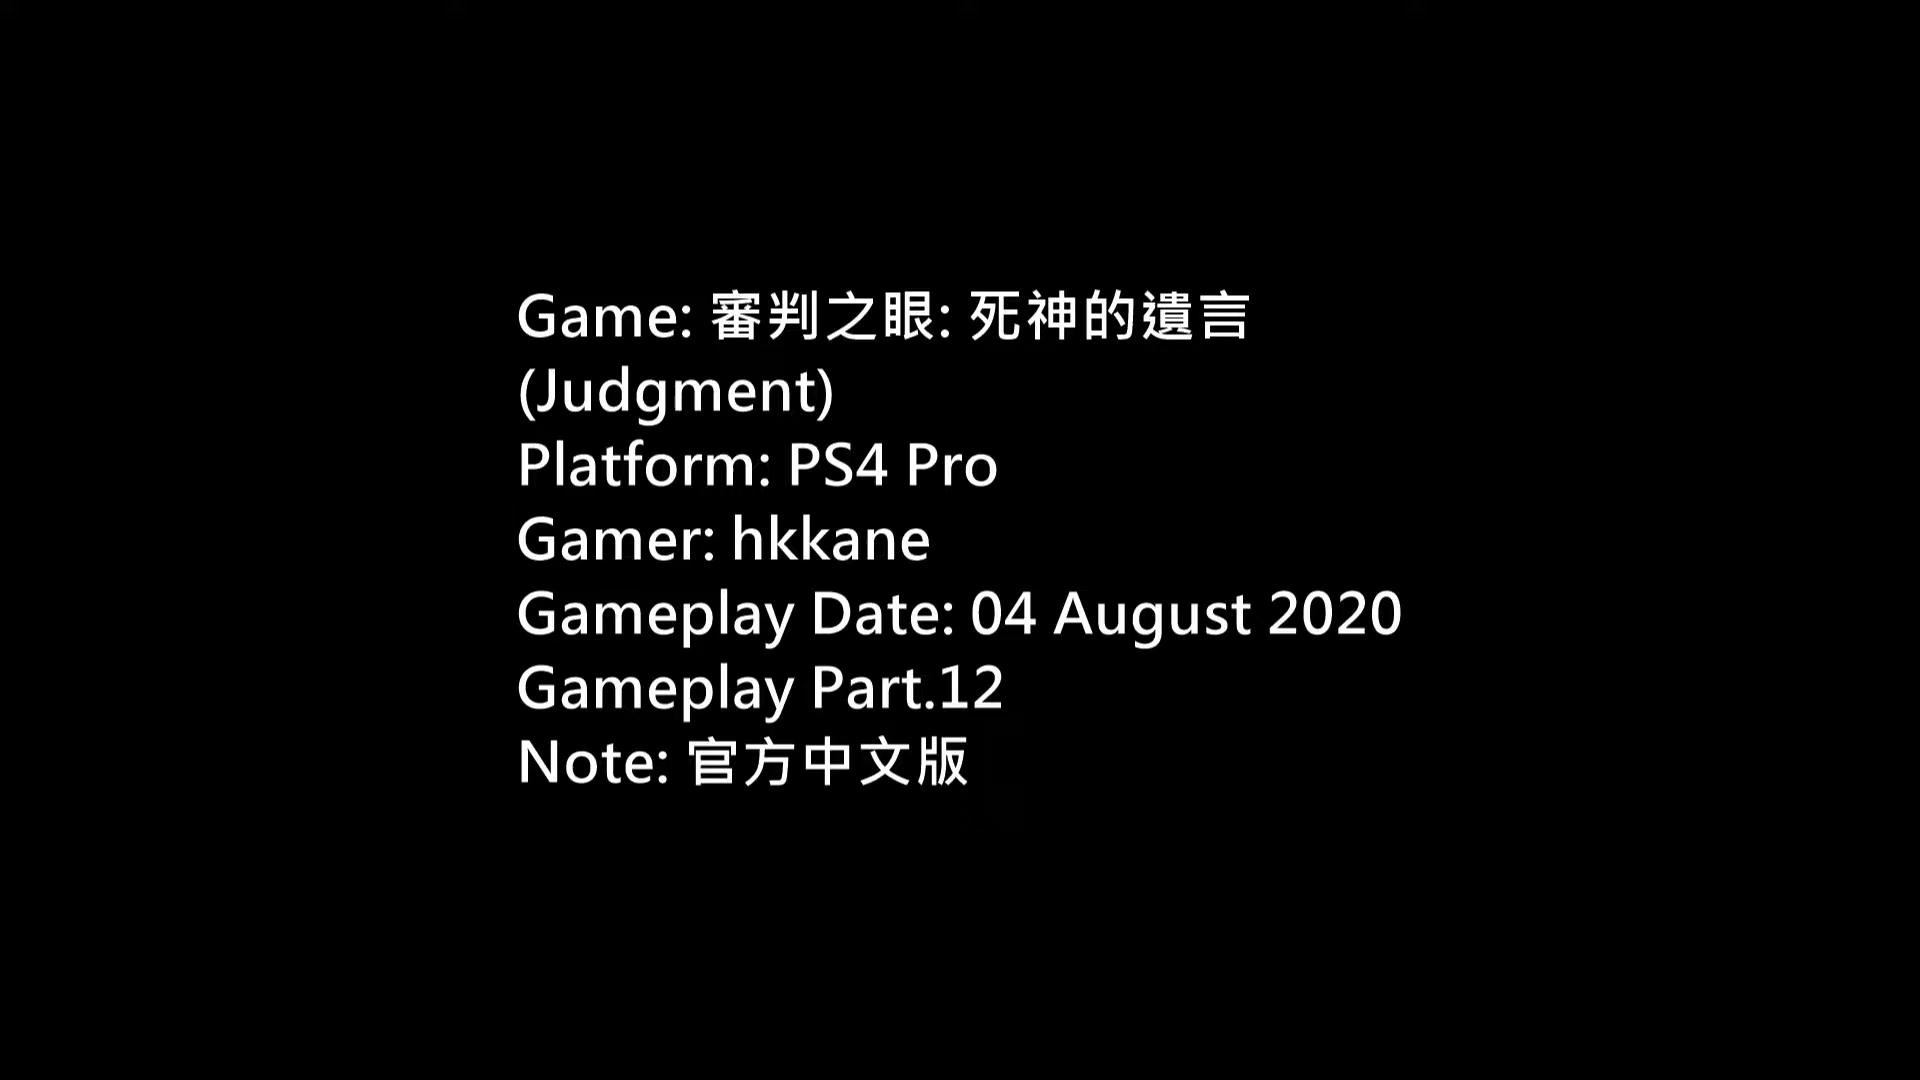 Game: 審判之眼: 死神的遺言
(Judgment)
Platform: PS4 Pro
Gamer: hkkane
Gameplay Date: 04 August 2020
Gameplay Part.12
Note: 官方中文版